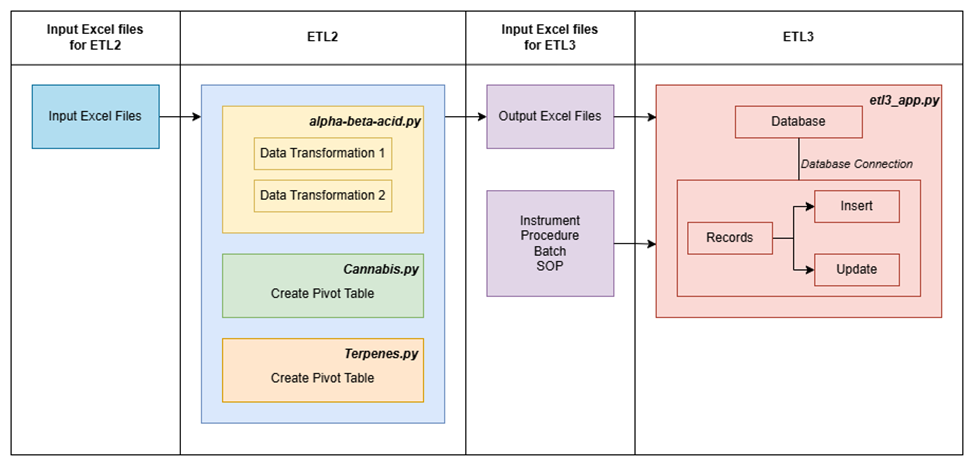 Input Excel files
for ETL2
ETL2
Input Excel files
for ETL3
ETL3
Input Excel Files
alpha-beta-acid.py
Data Transformation 1
Data Transformation 2
Cannabis.py
Create Pivot Table
Terpenes.py
Create Pivot Table
Output Excel Files
Instrument
Procedure
Batch
SOP
etl3_app.py
Database
Database Connection
Records
Insert
Update